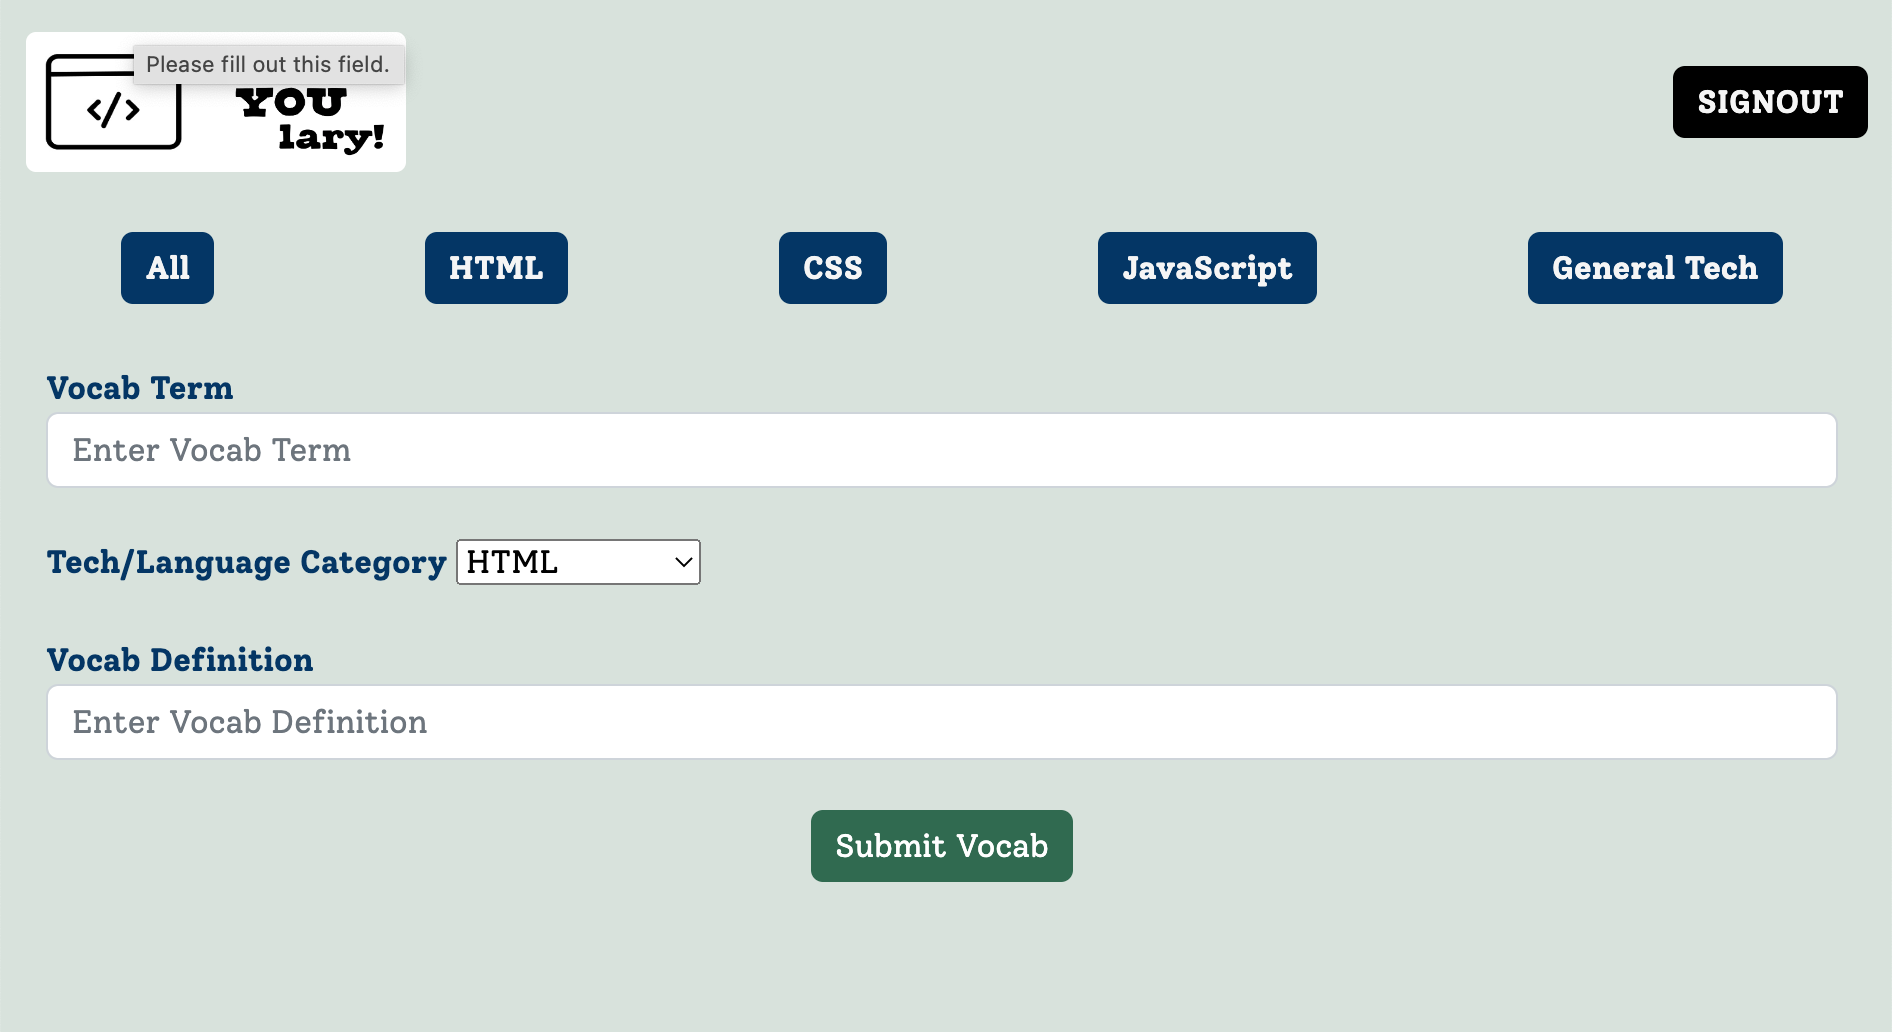 Please fill out this field.
</>
YOU
lary!
SIGNOUT
All
HTML
CSS
JavaScript
General Tech
Vocab Term
Enter Vocab Term
Tech/Language Category HTML
Vocab Definition
Enter Vocab Definition
Submit Vocab